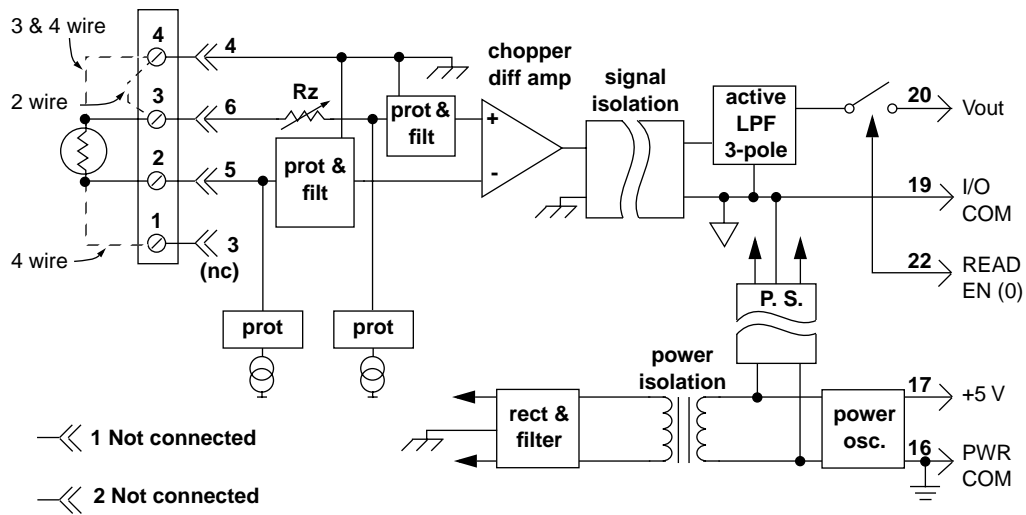 3 & 4 wire
2 wire
4 wire
4
3
2
1
4
6
5
3
(nc)
Rz
prot &
filt
prot &
filt
prot
prot
chopper
diff amp
+
-
signal
isolation
active
LPF
3-pole
20
Vout
19
I/O
COM
22
READ
EN (0)
P. S.
power
isolation
rect &
filter
power
osc.
17
+5 V
16
PWR
COM
1 Not connected
2 Not connected